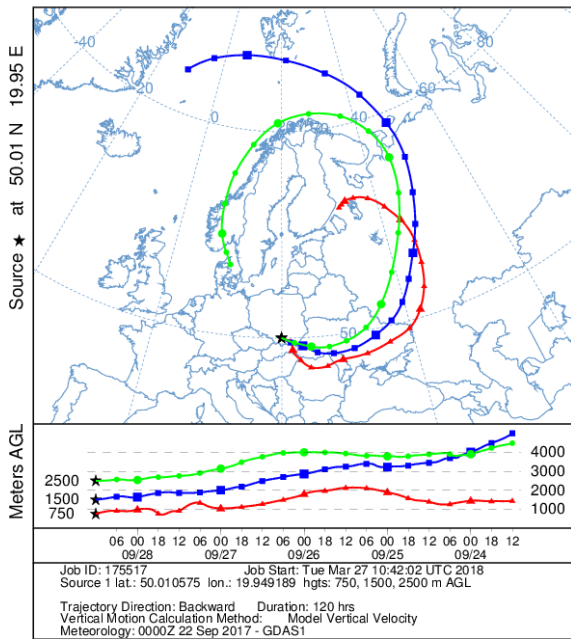 Source ★ at 50.01 N 19.95 E
-40
-20
0
20
40
60
80
60
50
Meters AGL
2500
1500
750
4000
3000
2000
1000
06 00 18 12 06 00 18 12 06 00 18 12 06 00 18 12 06 00 18 12
09/28 09/27 09/26 09/25 09/24
Job ID: 175517 Job Start: Tue Mar 27 10:42:02 UTC 2018
Source 1 lat.: 50.010575 lon.: 19.949189 hgts: 750, 1500, 2500 m AGL
Trajectory Direction: Backward Duration: 120 hrs
Vertical Motion Calculation Method: Model Vertical Velocity
Meteorology: 0000Z 22 Sep 2017 - GDAS1